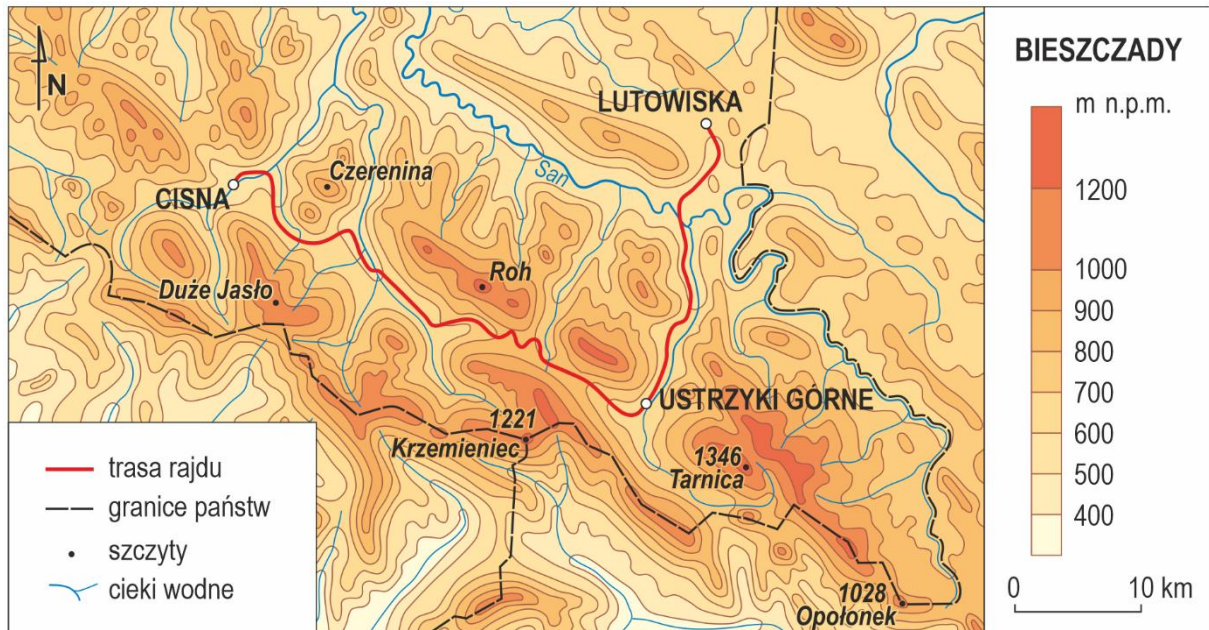 N
LUTOWISKA
San
Czerenina
CISNA
Roh
Duże Jasło
USTRZYKI GÓRNE
1221
Krzemieniec
1346
Tarnica
1028
Opołonek
trasa rajdu
granice państw
szczyty
cieki wodne
BIESZCZADY
m n.p.m.
1200
1000
900
800
700
600
500
400
0 10 km